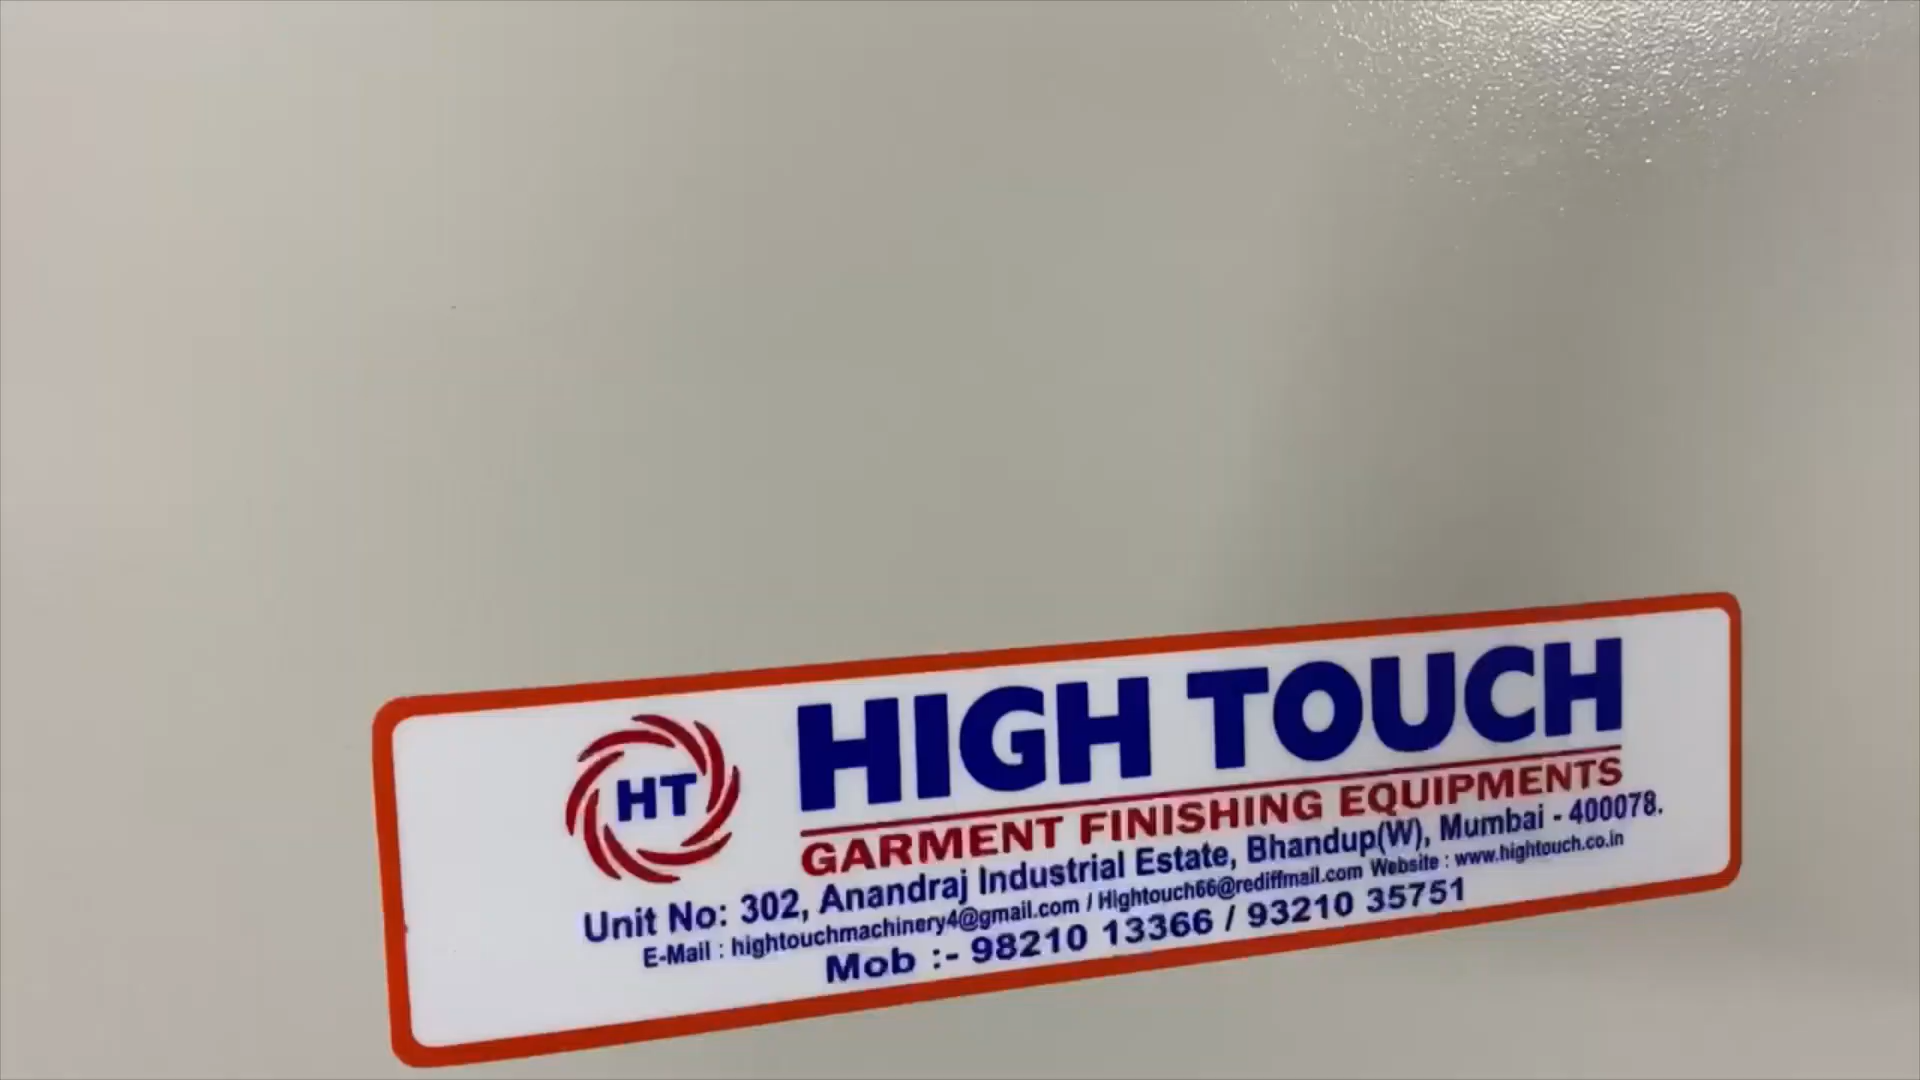 HT
HIGH TOUCH
GARMENT FINISHING EQUIPMENTS
Unit No: 302, Anandraj Industrial Estate, Bhandup(W), Mumbai - 400078.
E-Mail : hightouchmachinery4@gmail.com / Hightouch66@rediffmail.com Website : www.hightouch.co.in
Mob :- 98210 13366 / 93210 35751